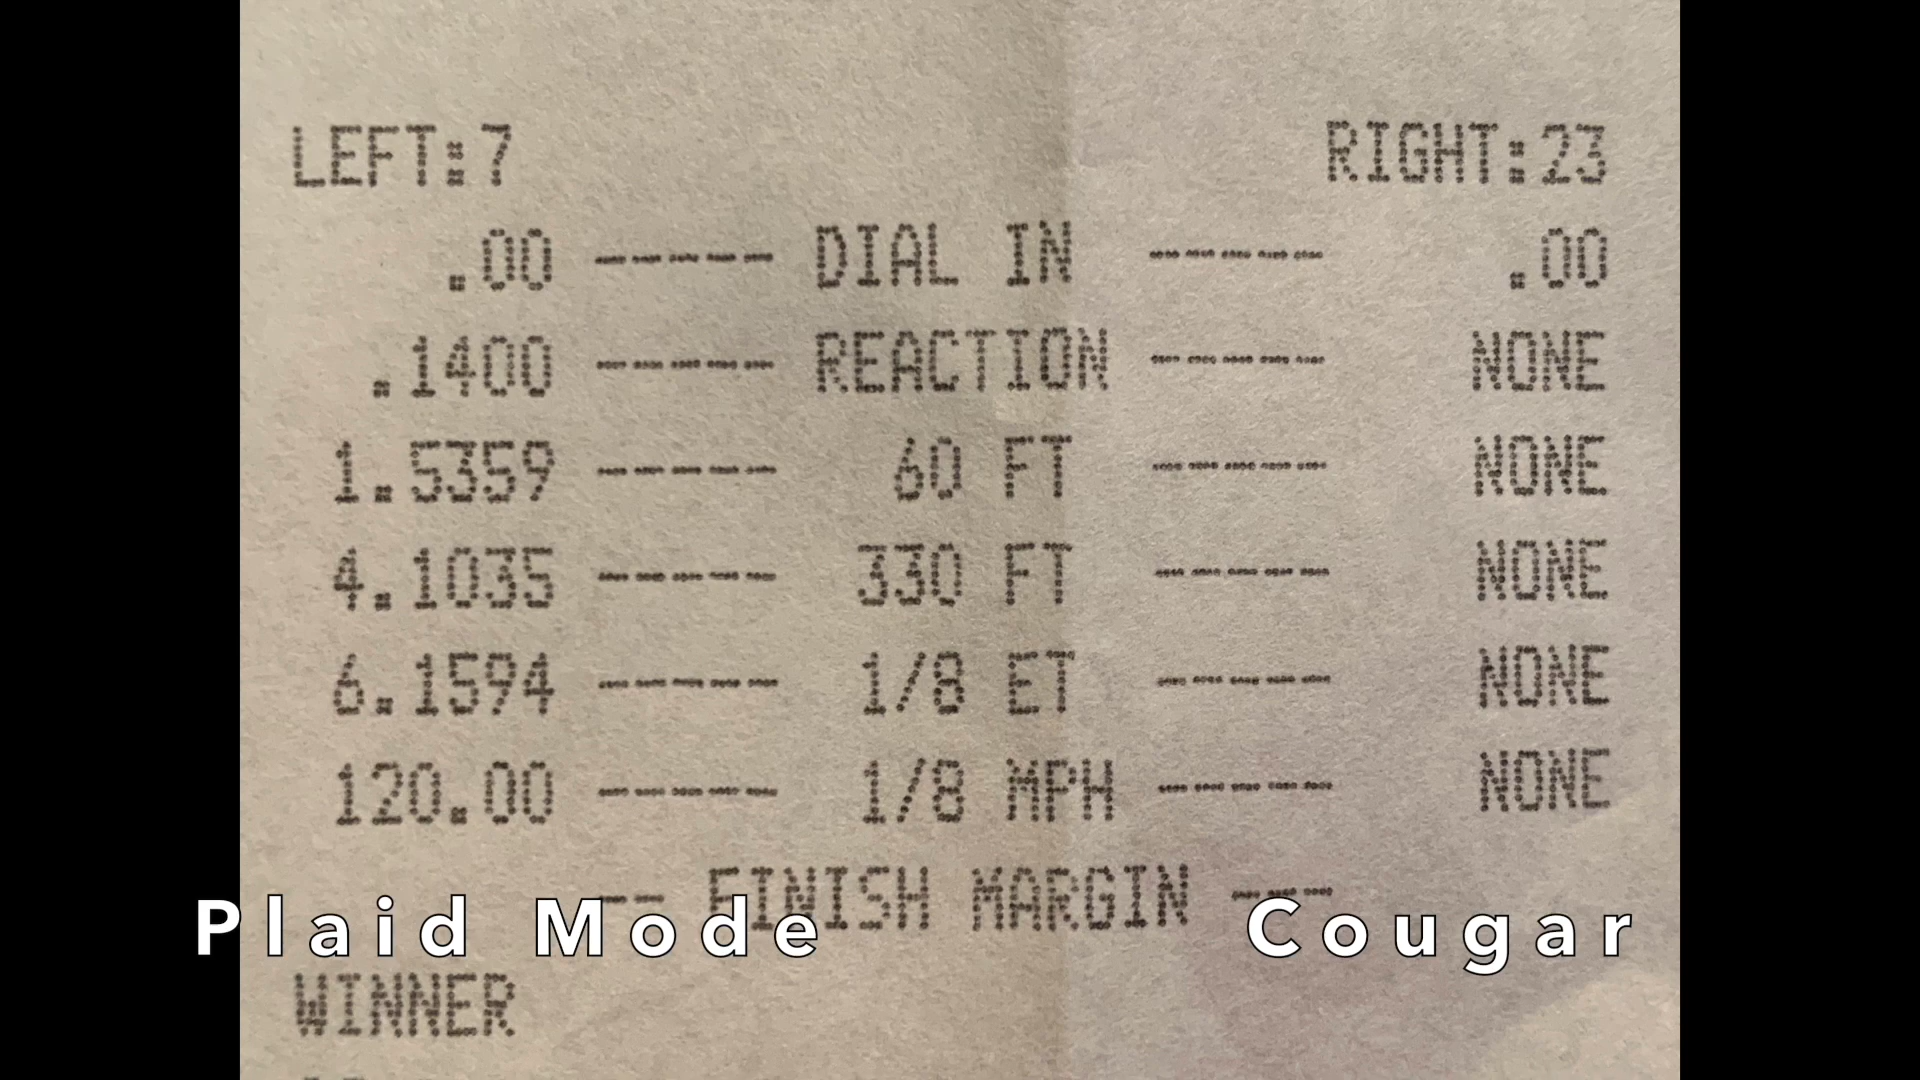 LEFT:7 RIGHT:23
.00 ----- DIAL IN ----- .00
.1400 ----- REACTION ----- NONE
1.5359 ----- 60 FT ----- NONE
4.1035 ----- 330 FT ----- NONE
6.1594 ----- 1/8 ET ----- NONE
120.00 ----- 1/8 MPH ----- NONE
-- FINISH MARGIN ---
Plaid Mode Cougar
WINNER